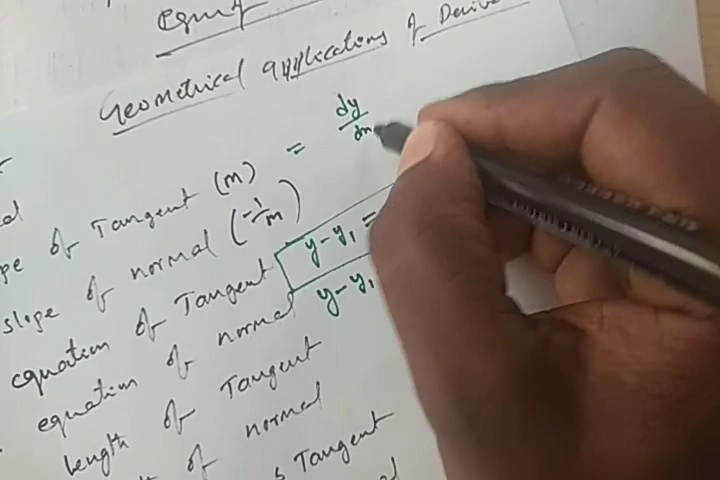 Geometrical applications of
slope of Tangent (m) = dy/dx
slope of normal (-1/m)
equation of Tangent y-y₁ =
equation of normal y-y₁
length of Tangent
of normal
Tangent